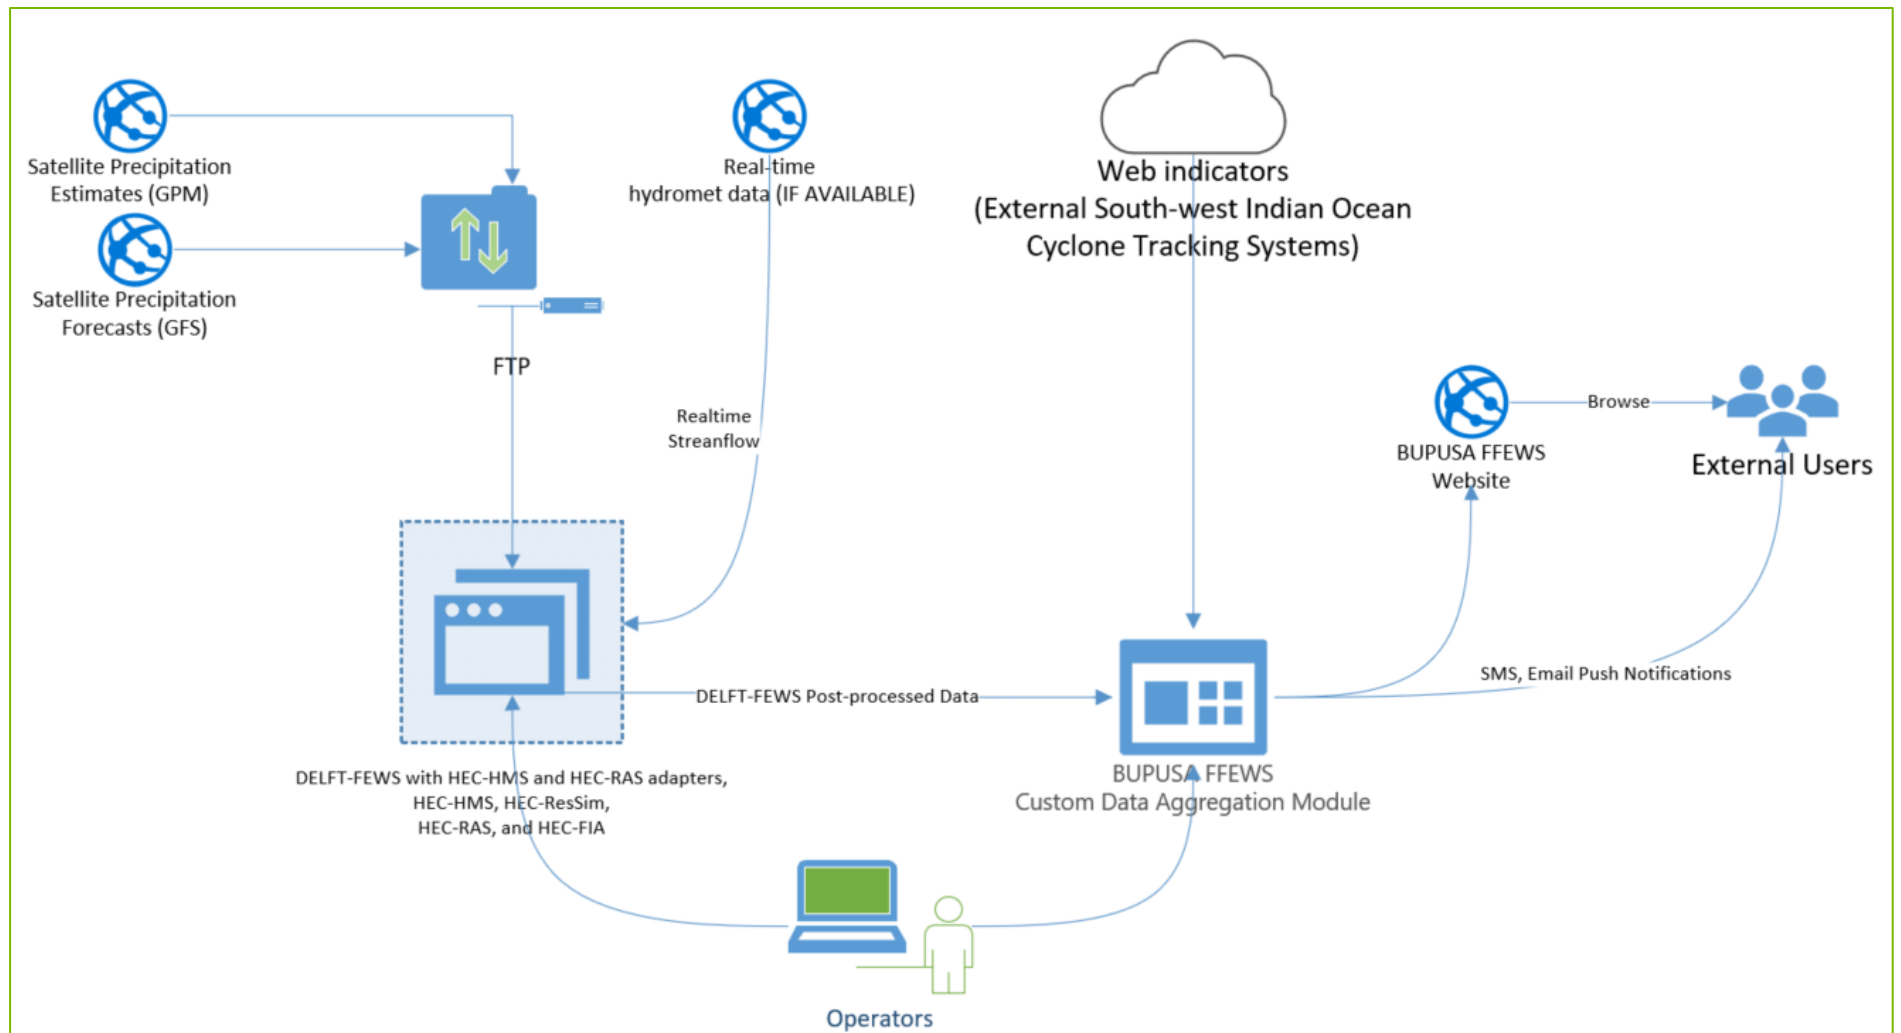 Satellite Precipitation
Estimates (GPM)
Satellite Precipitation
Forecasts (GFS)
FTP
Real-time
hydromet data (IF AVAILABLE)
Realtime
Streanflow
Web indicators
(External South-west Indian Ocean
Cyclone Tracking Systems)
BUPUSA FFEWS
Website
Browse
External Users
SMS, Email Push Notifications
DELFT-FEWS Post-processed Data
DELFT-FEWS with HEC-HMS and HEC-RAS adapters,
HEC-HMS, HEC-ResSim,
HEC-RAS, and HEC-FIA
BUPUSA FFEWS
Custom Data Aggregation Module
Operators